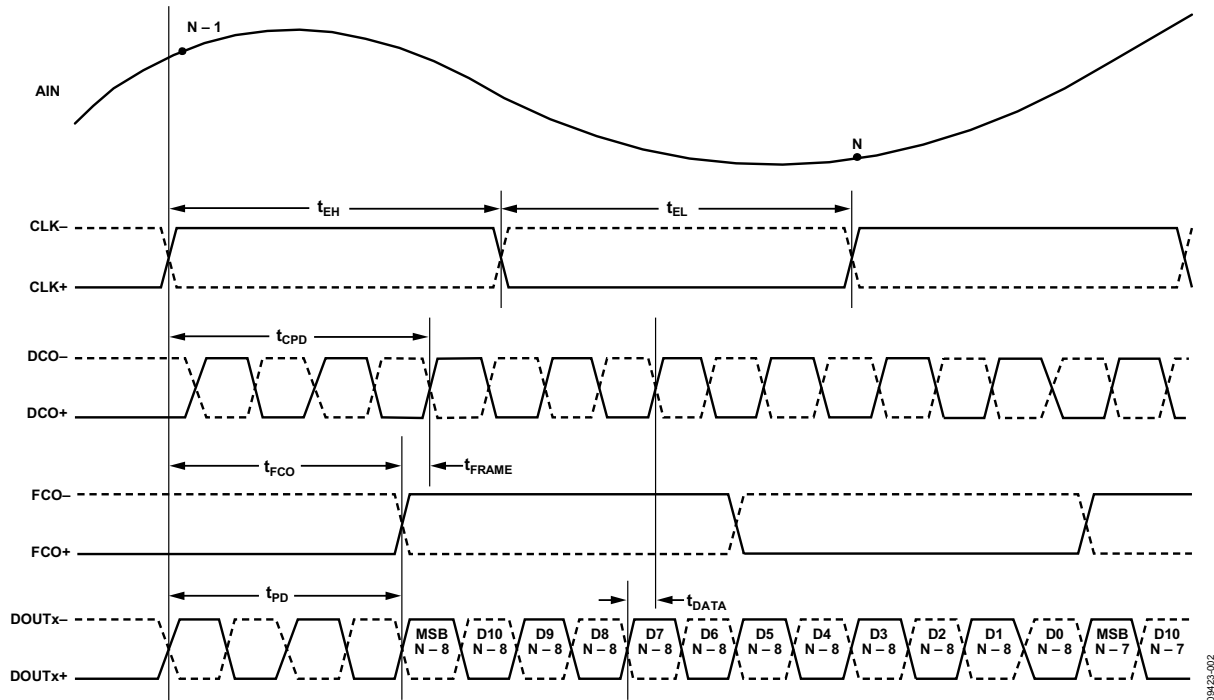 N – 1
AIN
N
tEH
tEL
CLK–
CLK+
tCPD
DCO–
DCO+
tFCO
tFRAME
FCO–
FCO+
tPD
tDATA
DOUTx–
DOUTx+
MSB
N – 8
D10
N – 8
D9
N – 8
D8
N – 8
D7
N – 8
D6
N – 8
D5
N – 8
D4
N – 8
D3
N – 8
D2
N – 8
D1
N – 8
D0
N – 8
MSB
N – 7
D10
N – 7
09423-002